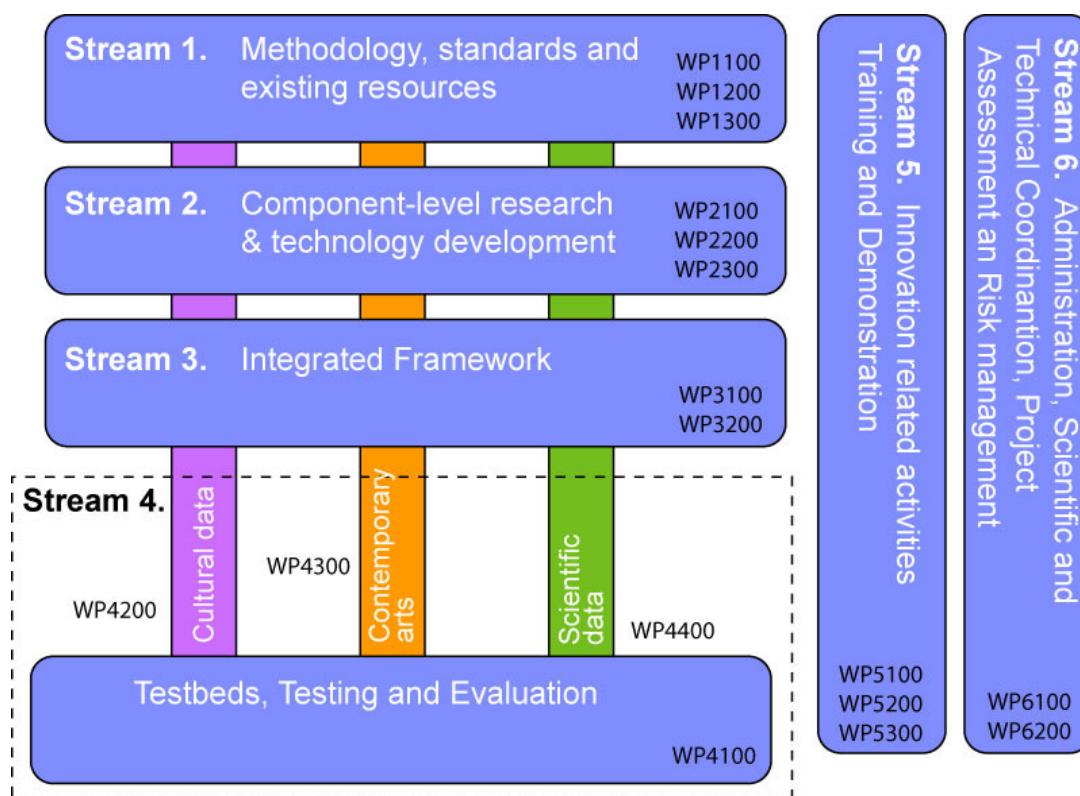 Stream 1. Methodology, standards and
existing resources
WP1100
WP1200
WP1300
Stream 2. Component-level research
& technology development
WP2100
WP2200
WP2300
Stream 3. Integrated Framework
WP3100
WP3200
Stream 4.
Cultural data
Contemporary
arts
Scientific
data
WP4200
WP4300
WP4400
Testbeds, Testing and Evaluation
WP4100
Stream 5. Innovation related activities
Training and Demonstration
WP5100
WP5200
WP5300
Stream 6. Administration, Scientific and
Technical Coordinantion, Project
Assessment an Risk management
WP6100
WP6200